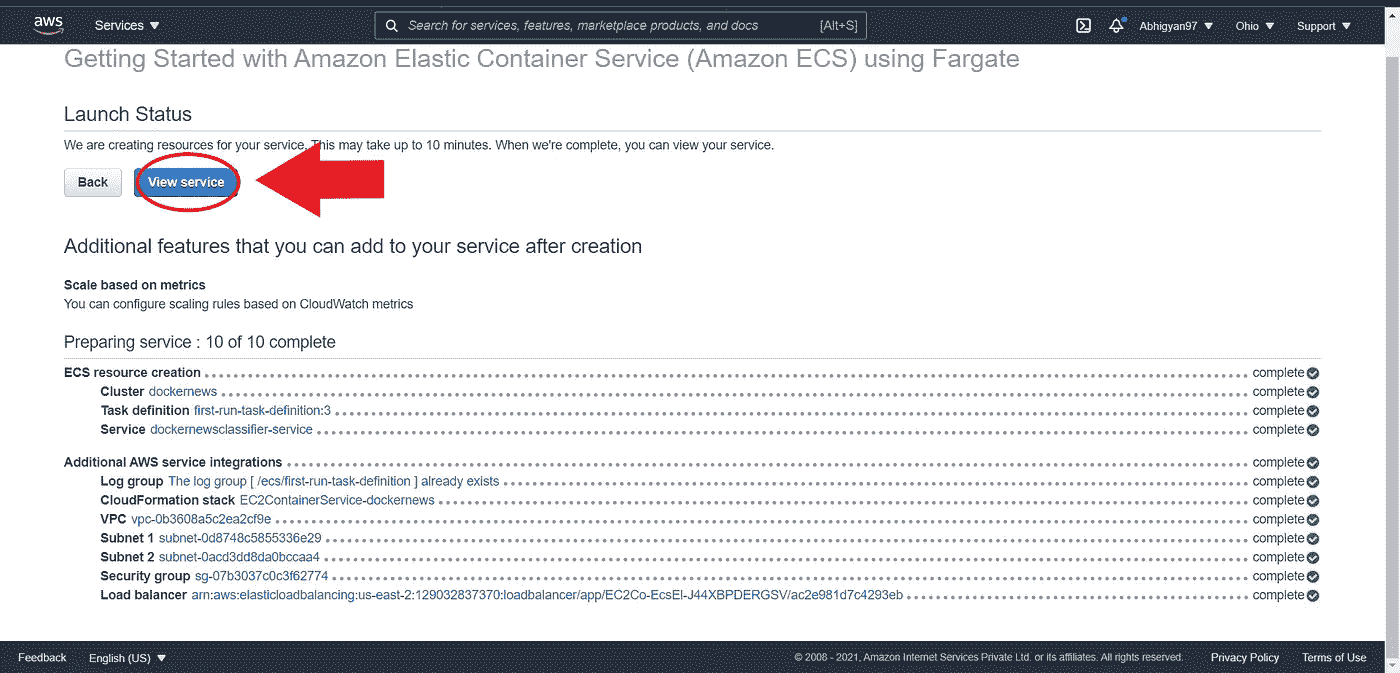 aws Services Search for services, features, marketplace products, and docs [Alt+S] Abhigyan97 Ohio Support
Getting Started with Amazon Elastic Container Service (Amazon ECS) using Fargate
Launch Status
We are creating resources for your service. This may take up to 10 minutes. When we're complete, you can view your service.
Back View service
Additional features that you can add to your service after creation
Scale based on metrics
You can configure scaling rules based on CloudWatch metrics
Preparing service : 10 of 10 complete
ECS resource creation complete
Cluster dockernews complete
Task definition first-run-task-definition:3 complete
Service dockernewsclassifier-service complete
Additional AWS service integrations complete
Log group The log group [ /ecs/first-run-task-definition ] already exists complete
CloudFormation stack EC2ContainerService-dockernews complete
VPC vpc-0b3608a5c2ea2cf9e complete
Subnet 1 subnet-0d8748c5855336e29 complete
Subnet 2 subnet-0acd3dd8da0bccaa4 complete
Security group sg-07b3037c0c3f62774 complete
Load balancer arn:aws:elasticloadbalancing:us-east-2:129032837370:loadbalancer/app/EC2Co-EcsEl-J44XBPDERGSV/ac2e981d7c4293eb complete
Feedback English (US) © 2008 - 2021, Amazon Internet Services Private Ltd. or its affiliates. All rights reserved. Privacy Policy Terms of Use